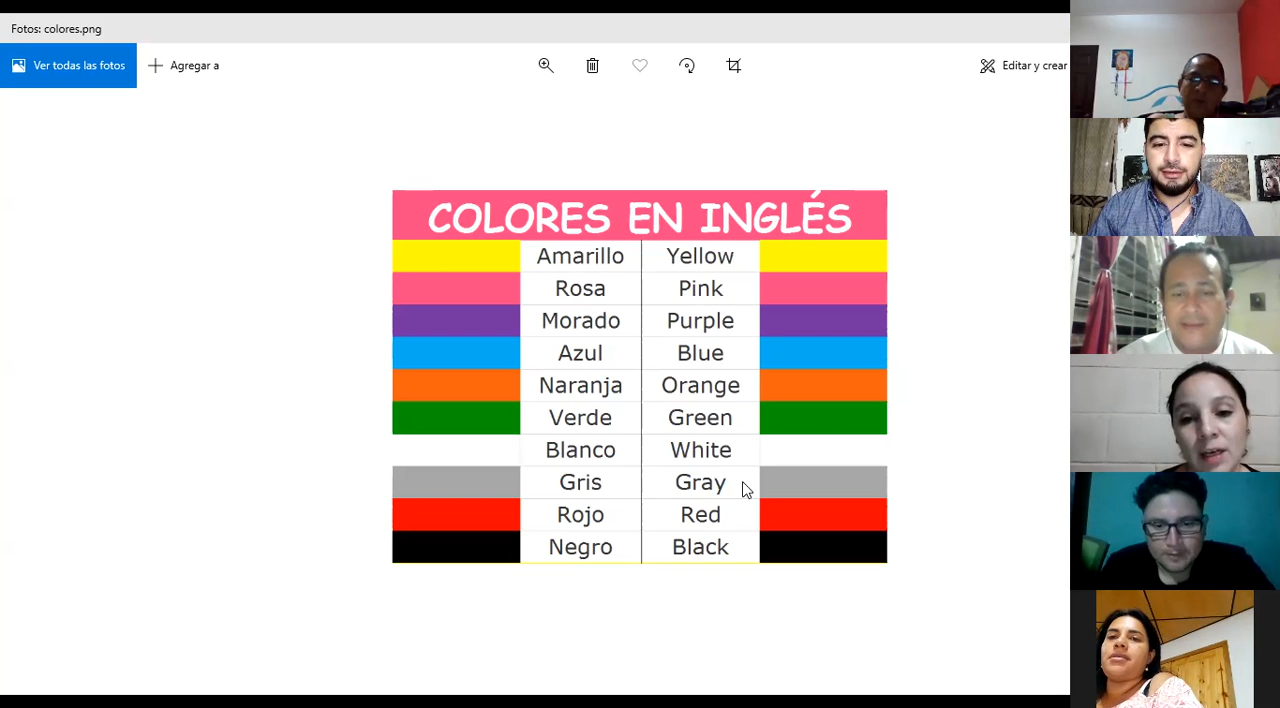 Fotos: colores.png
Ver todas las fotos
Agregar a
Editar y crear
COLORES EN INGLÉS
Amarillo Yellow
Rosa Pink
Morado Purple
Azul Blue
Naranja Orange
Verde Green
Blanco White
Gris Gray
Rojo Red
Negro Black